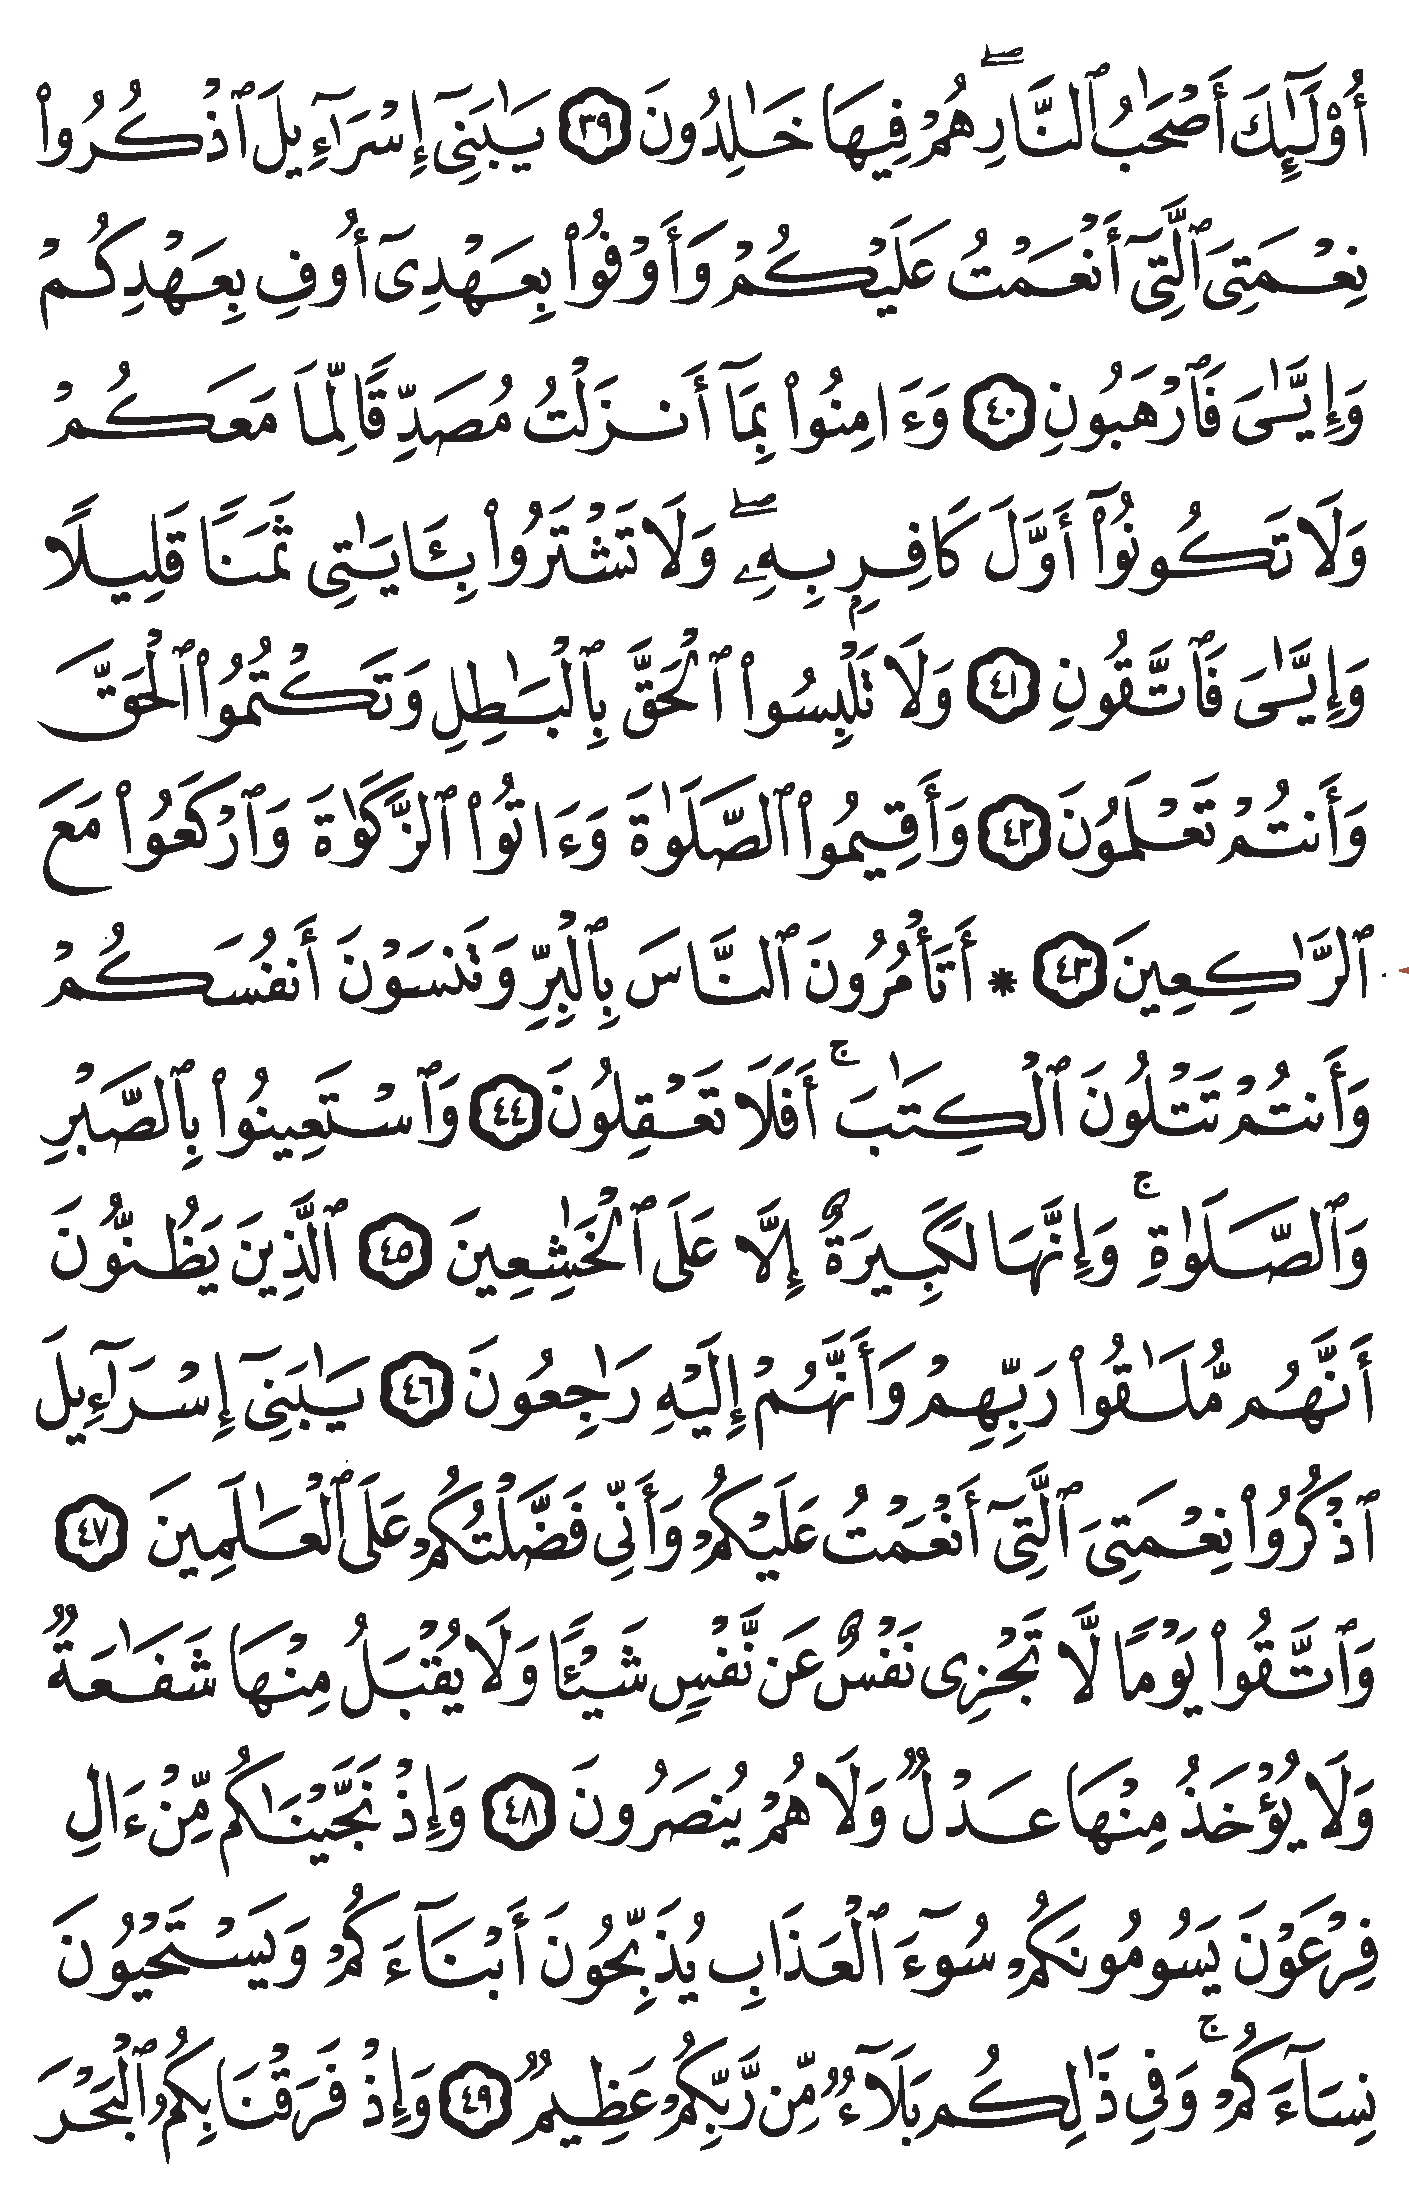 أُوْلَٰٓئِكَ أَصْحَٰبُ ٱلنَّارِۖ هُمْ فِيهَا خَٰلِدُونَ ٣٩ يَٰبَنِىٓ إِسْرَٰٓءِيلَ ٱذْكُرُوا۟
نِعْمَتِىَ ٱلَّتِىٓ أَنْعَمْتُ عَلَيْكُمْ وَأَوْفُوا۟ بِعَهْدِىٓ أُوفِ بِعَهْدِكُمْ
وَإِيَّٰىَ فَٱرْهَبُونِ ٤٠ وَءَامِنُوا۟ بِمَآ أَنزَلْتُ مُصَدِّقًا لِّمَا مَعَكُمْ
وَلَا تَكُونُوٓا۟ أَوَّلَ كَافِرٍۭ بِهِۦۖ وَلَا تَشْتَرُوا۟ بِـَٔايَٰتِى ثَمَنًا قَلِيلًا
وَإِيَّٰىَ فَٱتَّقُونِ ٤١ وَلَا تَلْبِسُوا۟ ٱلْحَقَّ بِٱلْبَٰطِلِ وَتَكْتُمُوا۟ ٱلْحَقَّ
وَأَنتُمْ تَعْلَمُونَ ٤٢ وَأَقِيمُوا۟ ٱلصَّلَوٰةَ وَءَاتُوا۟ ٱلزَّكَوٰةَ وَٱرْكَعُوا۟ مَعَ
ٱلرَّٰكِعِينَ ٤٣ * أَتَأْمُرُونَ ٱلنَّاسَ بِٱلْبِرِّ وَتَنسَوْنَ أَنفُسَكُمْ
وَأَنتُمْ تَتْلُونَ ٱلْكِتَٰبَۚ أَفَلَا تَعْقِلُونَ ٤٤ وَٱسْتَعِينُوا۟ بِٱلصَّبْرِ
وَٱلصَّلَوٰةِۚ وَإِنَّهَا لَكَبِيرَةٌ إِلَّا عَلَى ٱلْخَٰشِعِينَ ٤٥ ٱلَّذِينَ يَظُنُّونَ
أَنَّهُم مُّلَٰقُوا۟ رَبِّهِمْ وَأَنَّهُمْ إِلَيْهِ رَٰجِعُونَ ٤٦ يَٰبَنِىٓ إِسْرَٰٓءِيلَ
ٱذْكُرُوا۟ نِعْمَتِىَ ٱلَّتِىٓ أَنْعَمْتُ عَلَيْكُمْ وَأَنِّى فَضَّلْتُكُمْ عَلَى ٱلْعَٰلَمِينَ ٤٧
وَٱتَّقُوا۟ يَوْمًا لَّا تَجْزِى نَفْسٌ عَن نَّفْسٍ شَيْـًٔا وَلَا يُقْبَلُ مِنْهَا شَفَٰعَةٌ
وَلَا يُؤْخَذُ مِنْهَا عَدْلٌ وَلَا هُمْ يُنصَرُونَ ٤٨ وَإِذْ نَجَّيْنَٰكُم مِّنْ ءَالِ
فِرْعَوْنَ يَسُومُونَكُمْ سُوٓءَ ٱلْعَذَابِ يُذَبِّحُونَ أَبْنَآءَكُمْ وَيَسْتَحْيُونَ
نِسَآءَكُمْۚ وَفِى ذَٰلِكُم بَلَآءٌ مِّن رَّبِّكُمْ عَظِيمٌ ٤٩ وَإِذْ فَرَقْنَا بِكُمُ ٱلْبَحْرَ